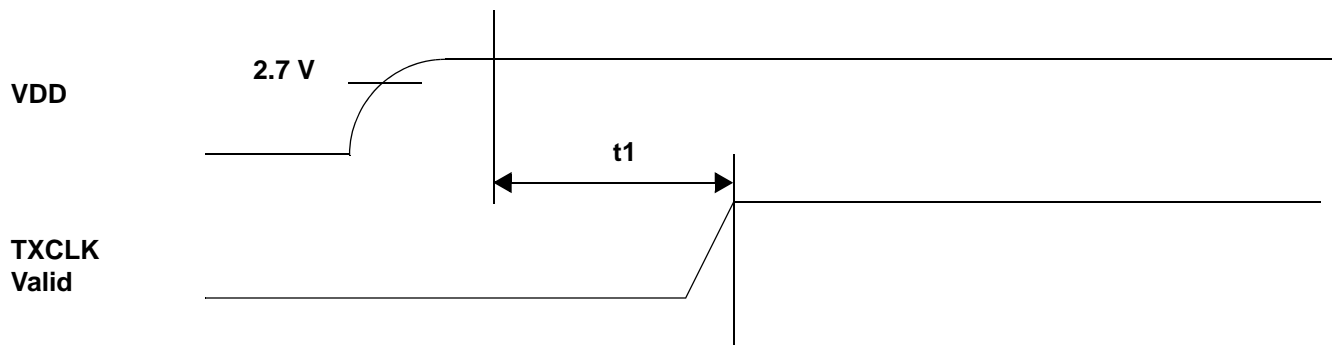 2.7 V
VDD
t1
TXCLK
Valid